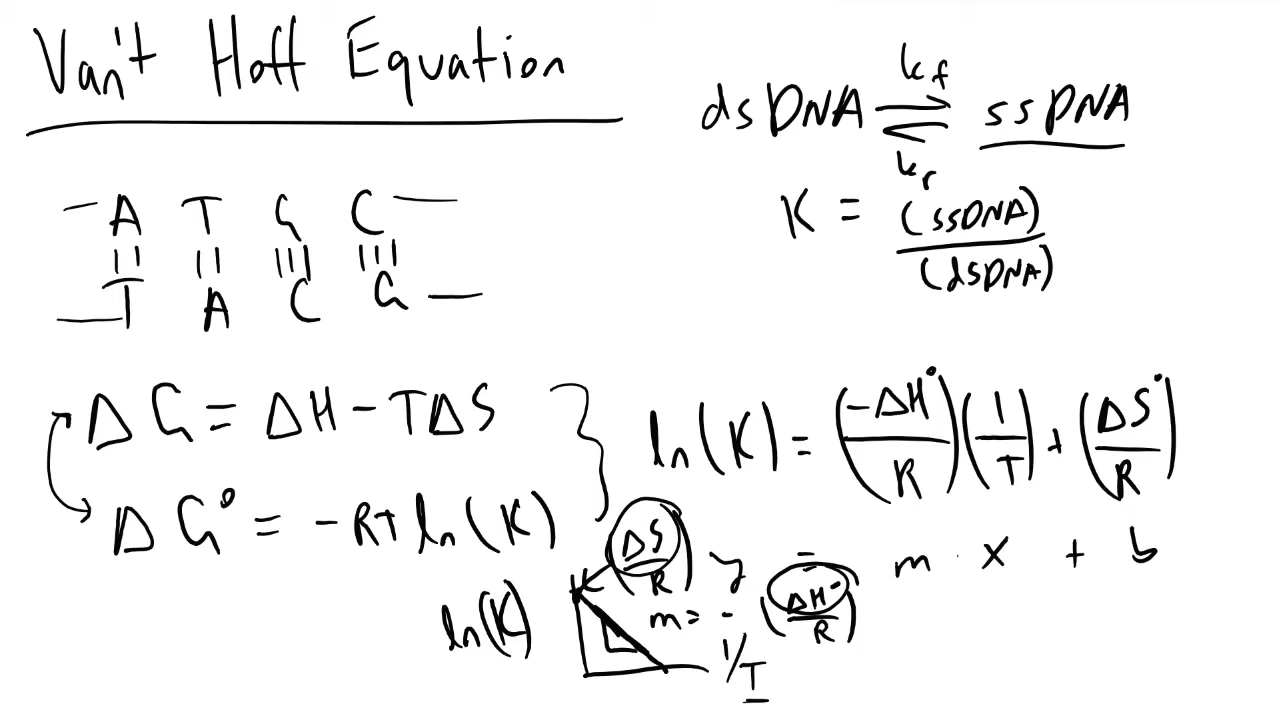 Van't Hoff Equation
dsDNA ⇌ ssDNA
kf
kr
K = (ssDNA) / (dsDNA)
A T G C
T A C G
ΔG = ΔH - TΔS
ΔG° = -RT ln(K)
ln(K) = (-ΔH° / R)(1/T) + (ΔS° / R)
y = m · x + b
(ΔS / R)
ln(K)
m = - (ΔH° / R)
1/T